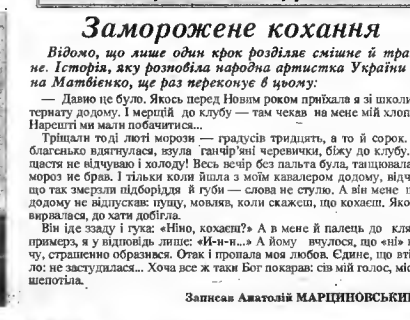 Заморожене кохання
Відомо, що лише один крок розділяє смішне й тра
не. Історія, яку розповіла народна артистка України
на Матвієнко, ще раз переконує в цьому:
— Давно це було. Якось перед Новим роком приїхала я зі школи
тернату додому. І мерщій до клубу — там чекав на мене мій хлоп
Нарешті ми мали побачитися...
Тріщали тоді люті морози — градусів тридцять, а то й сорок.
благенько вдягнулася, взула ганчір'яні черевички, біжу до клубу.
щастя не відчуваю і холоду! Весь вечір без пальта була, танцювала
мороз не брав. І тільки коли йшла з моїм кавалером додому, відч
що так змерзли підборіддя й губи — слова не стулю. А він мене
додому не відпускав: пущу, мовляв, коли скажеш, що кохаєш. Яко
вирвалася, до хати добігла.
Він іде ззаду і гука: «Ніно, кохаєш?» А в мене й палець до кля
примерз, я у відповідь лише: «И-н-н...» А йому вчулося, що «ні»
чу, страшенно образився. Отак і пропала моя любов. Єдине, що вті
ло: не застудилася... Хоча все ж таки Бог покарав: сів мій голос, міс
шепотіла.
Записав Анатолій МАРЦИНОВСЬКИ